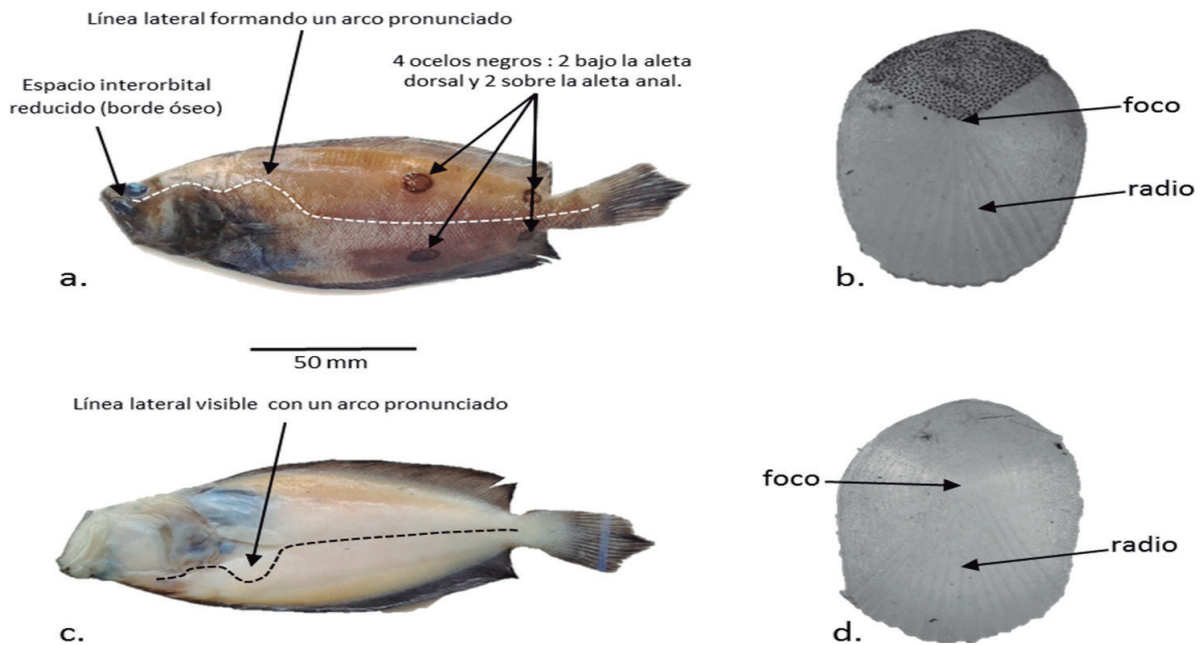 Línea lateral formando un arco pronunciado
4 ocelos negros : 2 bajo la aleta
dorsal y 2 sobre la aleta anal.
Espacio interorbital
reducido (borde óseo)
foco
radio
a.
b.
50 mm
Línea lateral visible con un arco pronunciado
foco
radio
c.
d.